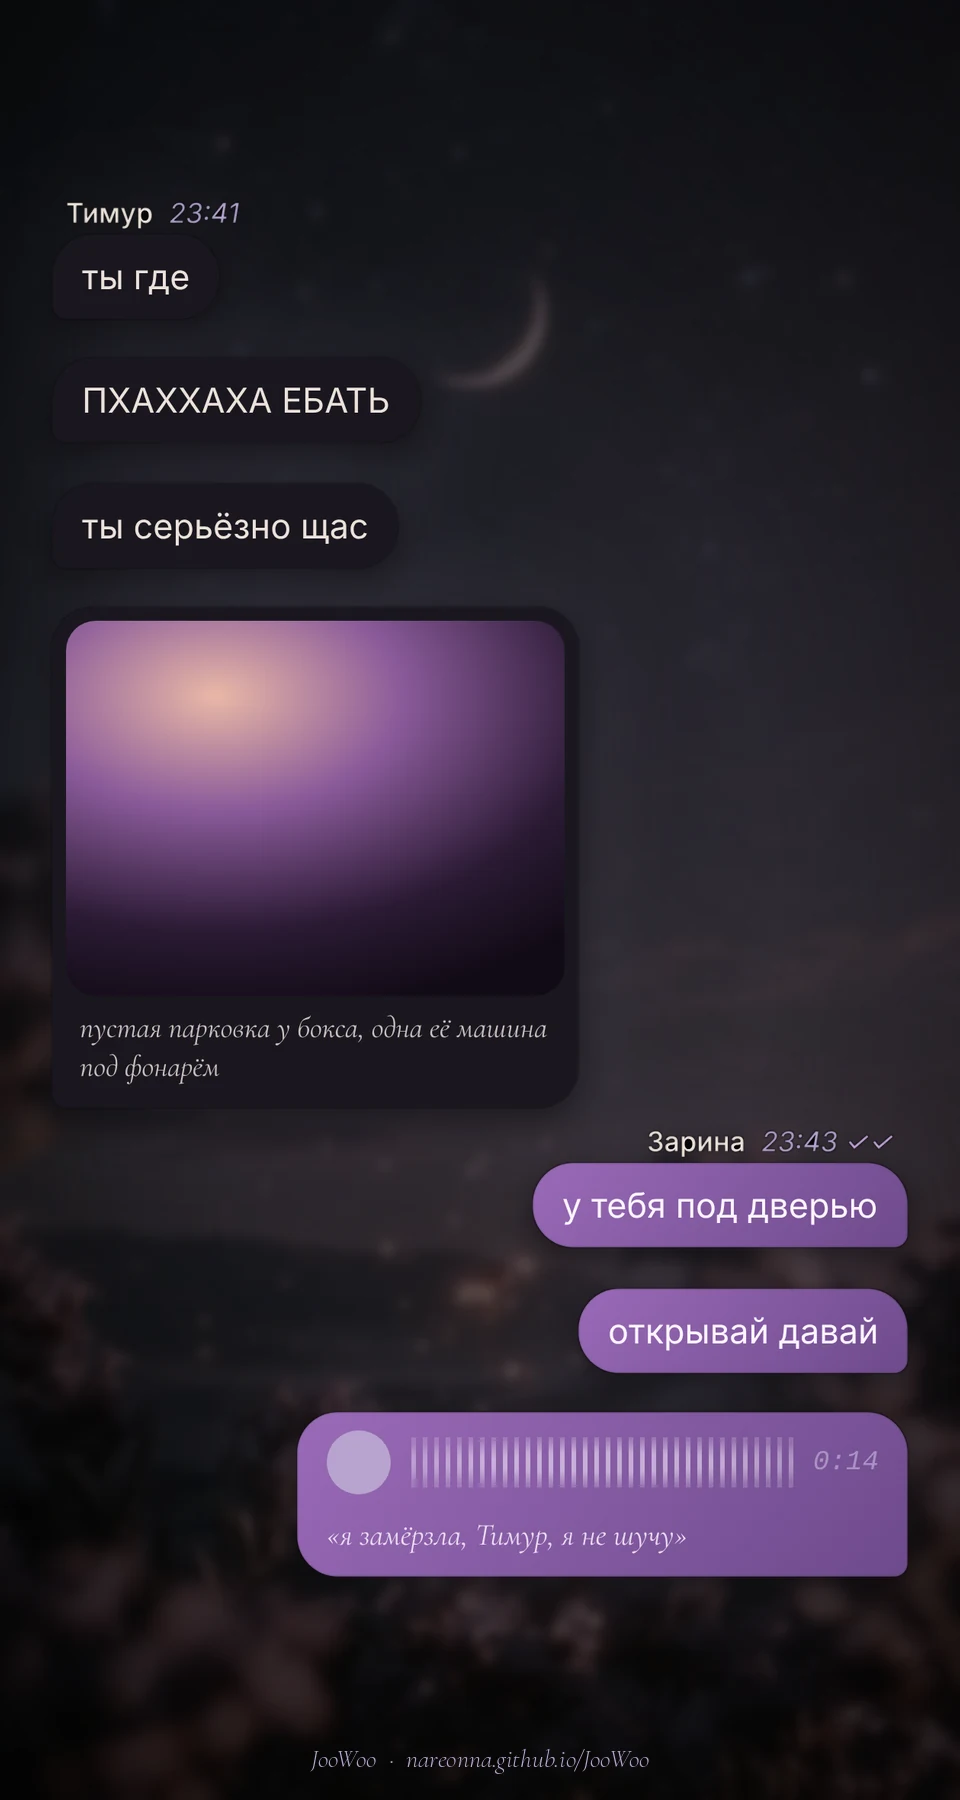 Тимур 23:41
ты где
ПХАХХАХА ЕБАТЬ
ты серьёзно щас
пустая парковка у бокса, одна её машина
под фонарём
Зарина 23:43 ✓✓
у тебя под дверью
открывай давай
0:14
«я замёрзла, Тимур, я не шучу»
JooWoo · nareonna.github.io/JooWoo